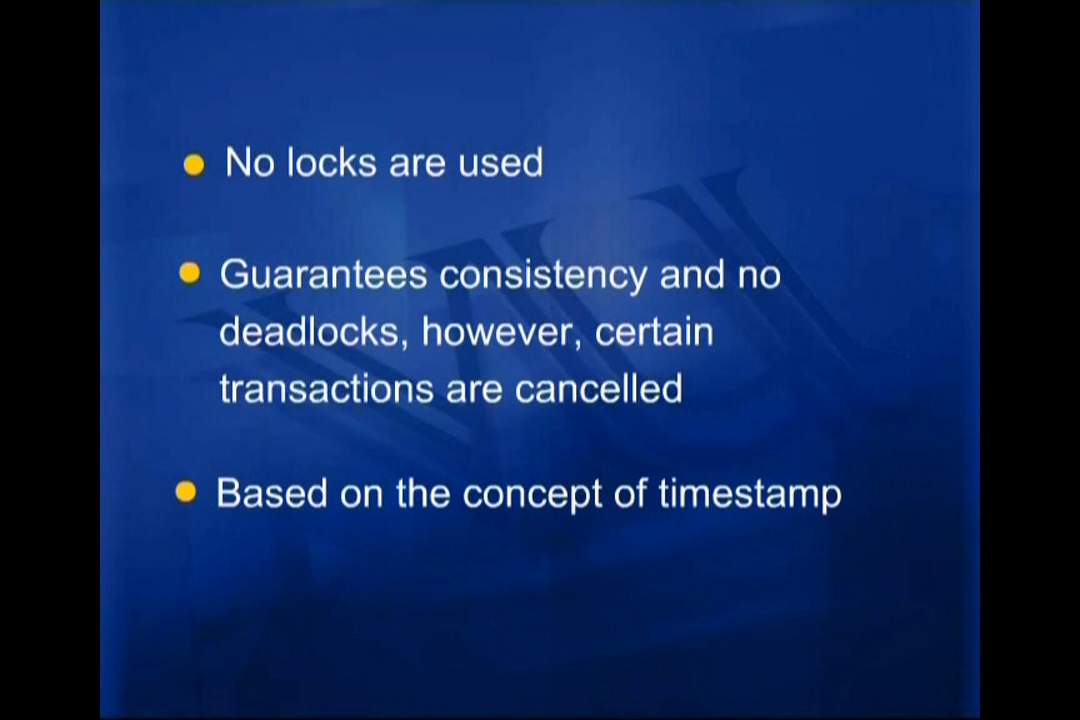 No locks are used
Guarantees consistency and no
deadlocks, however, certain
transactions are cancelled
Based on the concept of timestamp
VU